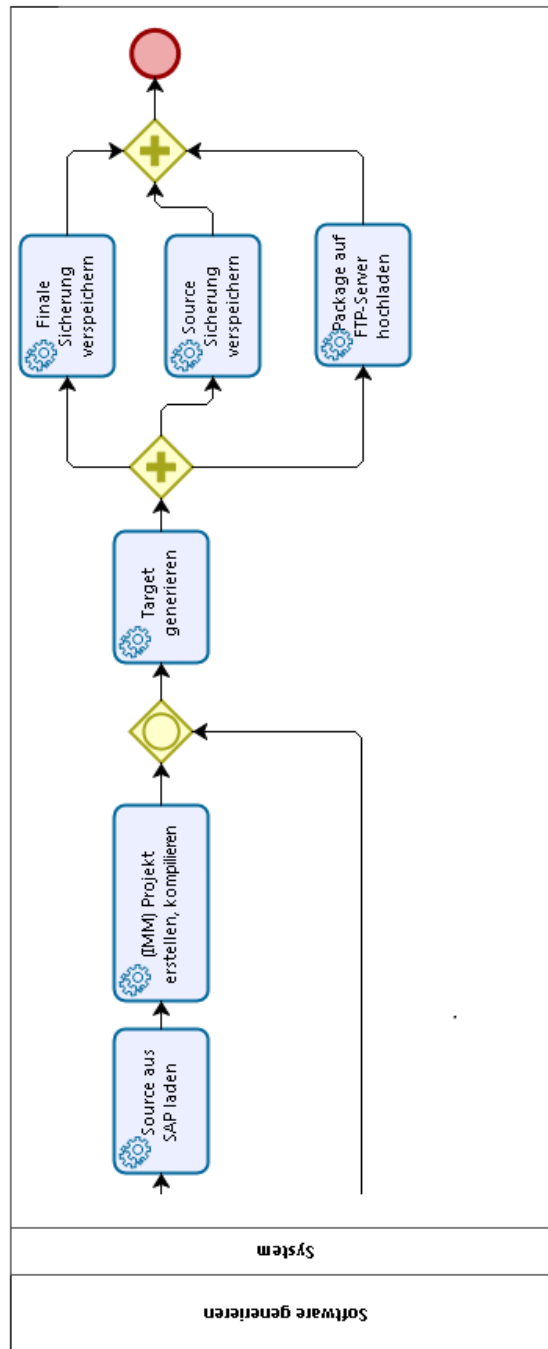 Software generieren
System
Source aus
SAP laden
(IMM) Projekt
erstellen, kompilieren
Target
generieren
Finale
Sicherung
verspeichern
Source
Sicherung
verspeichern
Package auf
FTP-Server
hochladen